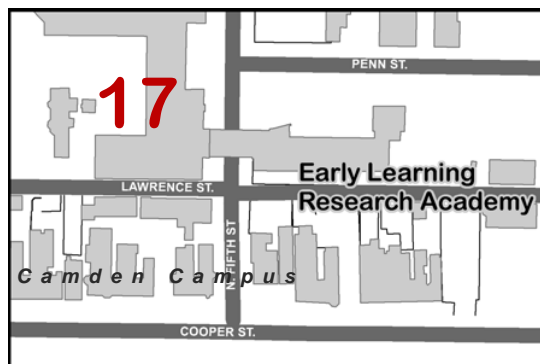 PENN ST.
17
Early Learning
Research Academy
LAWRENCE ST.
N. FIFTH ST
Camden Campus
COOPER ST.